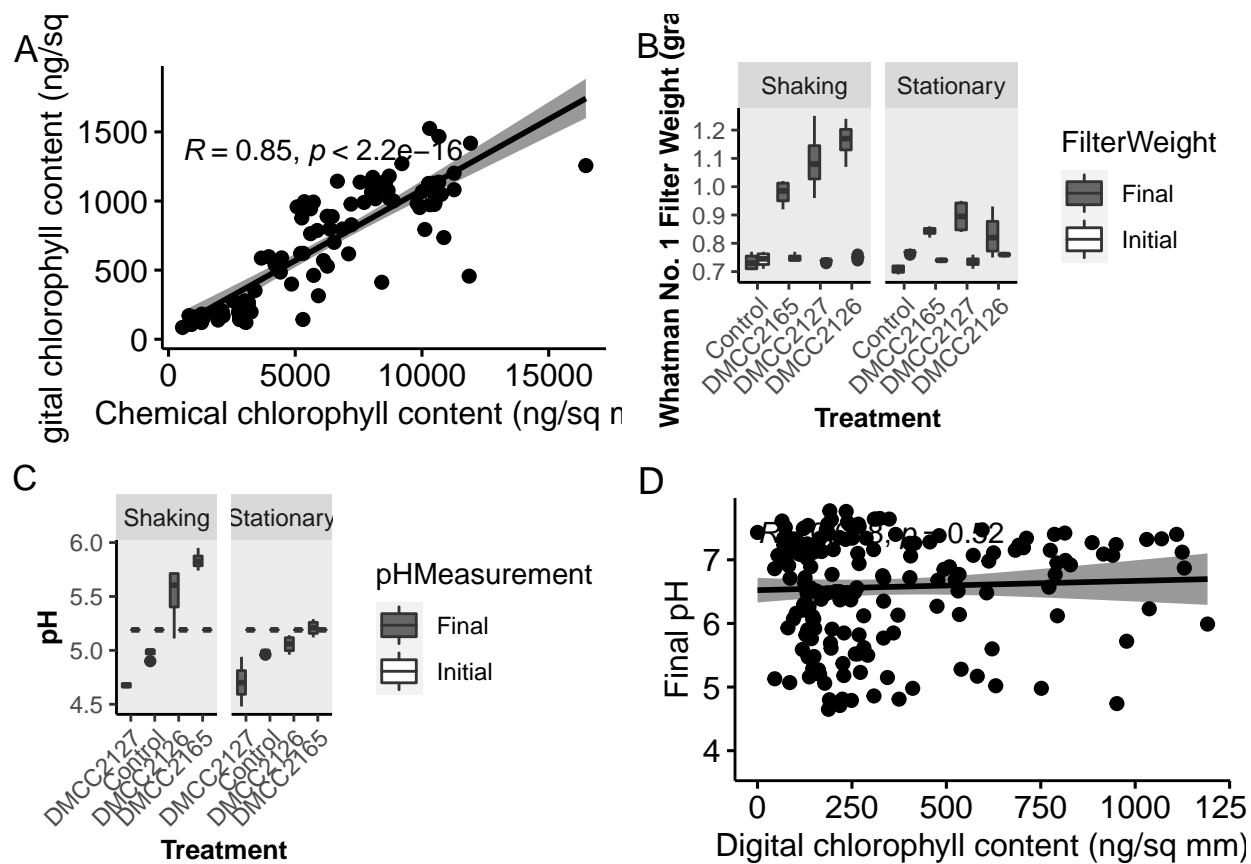 A
gital chlorophyll content (ng/sq
1500
1000
500
0
R = 0.85, p < 2.2e−16
0 5000 10000 15000
Chemical chlorophyll content (ng/sq m
B
Whatman No. 1 Filter Weight (gra
Shaking Stationary
1.2
1.1
1.0
0.9
0.8
0.7
Control DMCC2165 DMCC2127 DMCC2126 Control DMCC2165 DMCC2127 DMCC2126
Treatment
FilterWeight
Final
Initial
C
Shaking Stationary
pH
6.0
5.5
5.0
4.5
DMCC2127 Control DMCC2126 DMCC2165 DMCC2127 Control DMCC2126 DMCC2165
Treatment
pHMeasurement
Final
Initial
D
Final pH
7
6
5
4
0 250 500 750 1000 125
Digital chlorophyll content (ng/sq mm)